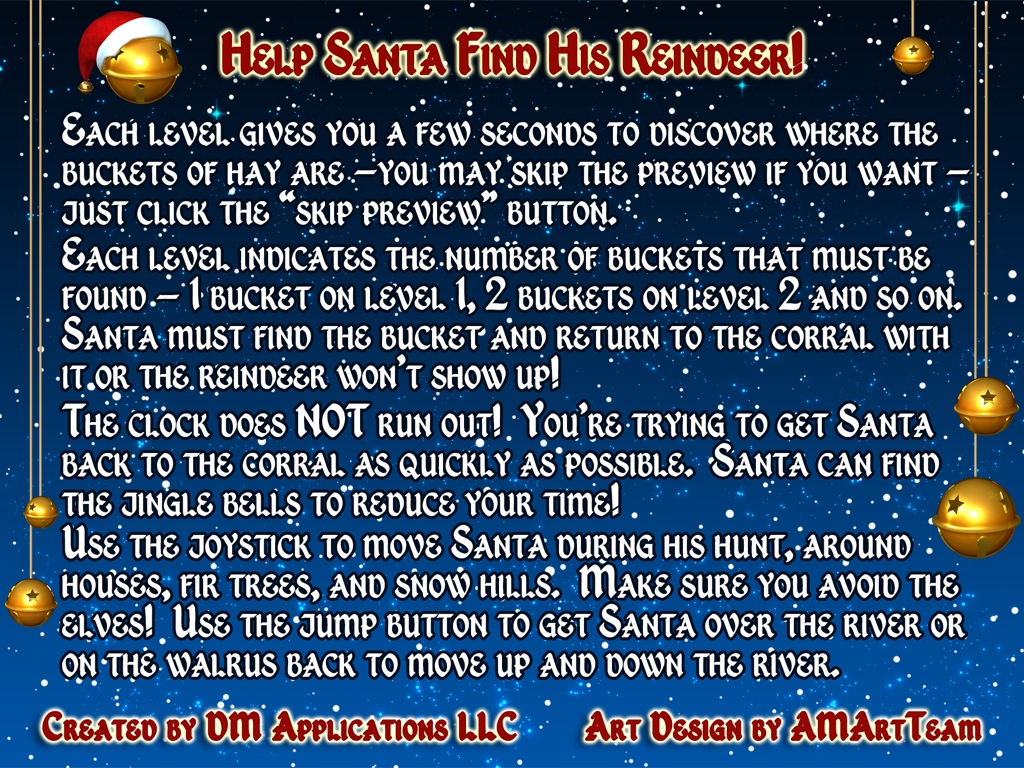 Help Santa Find His Reindeer!
Each level gives you a few seconds to discover where the
buckets of hay are –you may skip the preview if you want –
just click the “skip preview” button.
Each level indicates the number of buckets that must be
found – 1 bucket on level 1, 2 buckets on level 2 and so on.
Santa must find the bucket and return to the corral with
it or the reindeer won’t show up!
The clock does NOT run out! You’re trying to get Santa
back to the corral as quickly as possible. Santa can find
the jingle bells to reduce your time!
Use the joystick to move Santa during his hunt, around
houses, fir trees, and snow hills. Make sure you avoid the
elves! Use the jump button to get Santa over the river or
on the walrus back to move up and down the river.
Created by DM Applications LLC Art Design by AMArtTeam